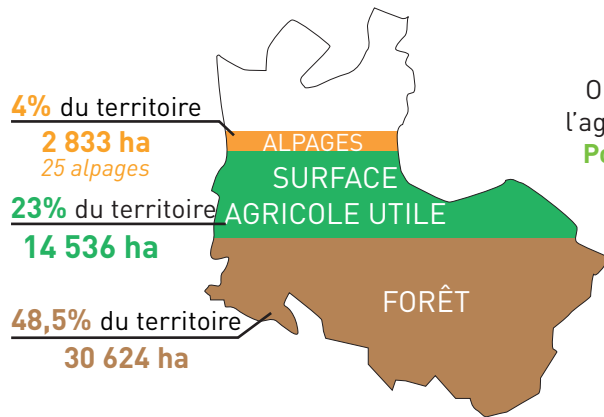 4% du territoire
2 833 ha
25 alpages
ALPAGES
SURFACE
AGRICOLE UTILE
23% du territoire
14 536 ha
FORÊT
48,5% du territoire
30 624 ha
O
l'ag